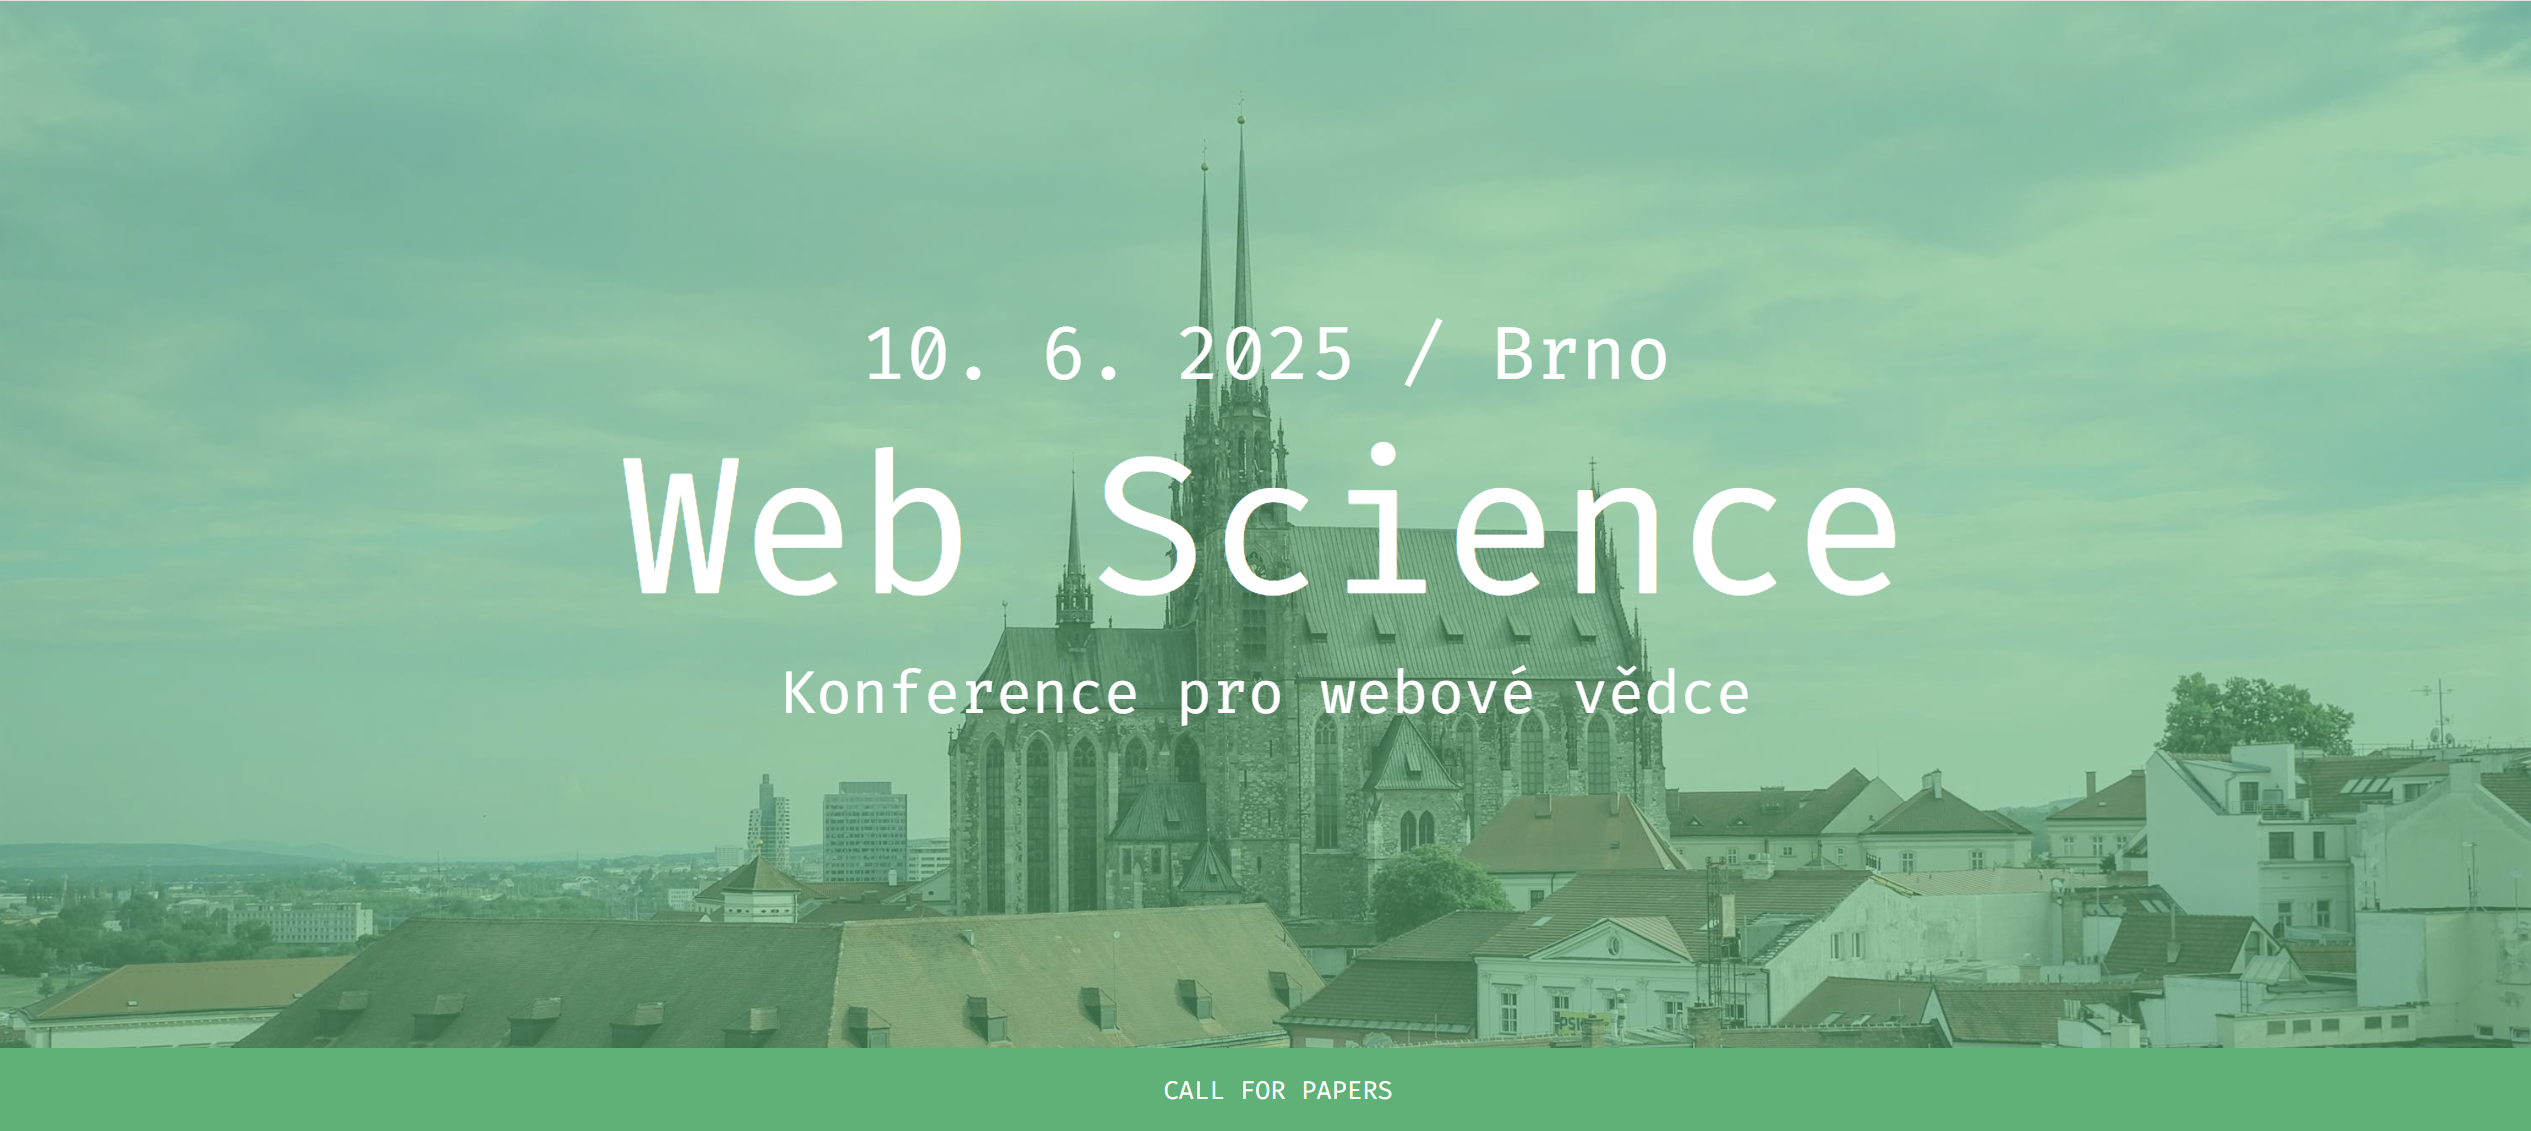 10. 6. 2025 / Brno
Web Science
Konference pro webové vědce
CALL FOR PAPERS